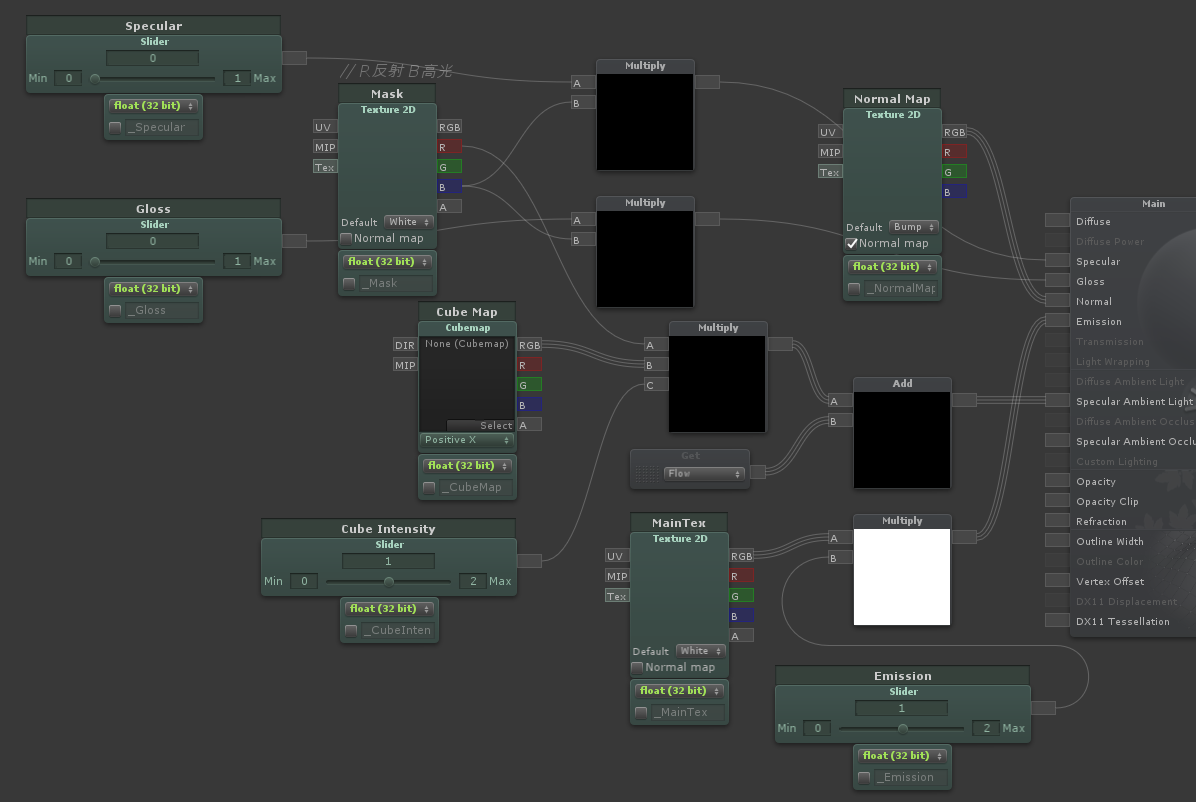 Specular
Slider
0
Min 0 1 Max
float (32 bit)
_Specular
// R反射 B高光
Mask
Texture 2D
UV RGB
MIP R
Tex G
B
A
Default White
Normal map
float (32 bit)
_Mask
Gloss
Slider
0
Min 0 1 Max
float (32 bit)
_Gloss
Multiply
A
B
Multiply
A
B
Normal Map
Texture 2D
UV RGB
MIP R
Tex G
B
Default Bump
Normal map
float (32 bit)
_NormalMap
Cube Map
Cubemap
None (Cubemap)
DIR RGB
MIP R
G
B
Select A
Positive X
float (32 bit)
_CubeMap
Multiply
A
B
C
Get
Flow
Add
A
B
Cube Intensity
Slider
1
Min 0 2 Max
float (32 bit)
_CubeInten
MainTex
Texture 2D
UV RGB
MIP R
Tex G
B
A
Default White
Normal map
float (32 bit)
_MainTex
Multiply
A
B
Emission
Slider
1
Min 0 2 Max
float (32 bit)
_Emission
Main
Diffuse
Diffuse Power
Specular
Gloss
Normal
Emission
Transmission
Light Wrapping
Diffuse Ambient Light
Specular Ambient Light
Diffuse Ambient Occlus
Specular Ambient Occlu
Custom Lighting
Opacity
Opacity Clip
Refraction
Outline Width
Outline Color
Vertex Offset
DX11 Displacement
DX11 Tessellation